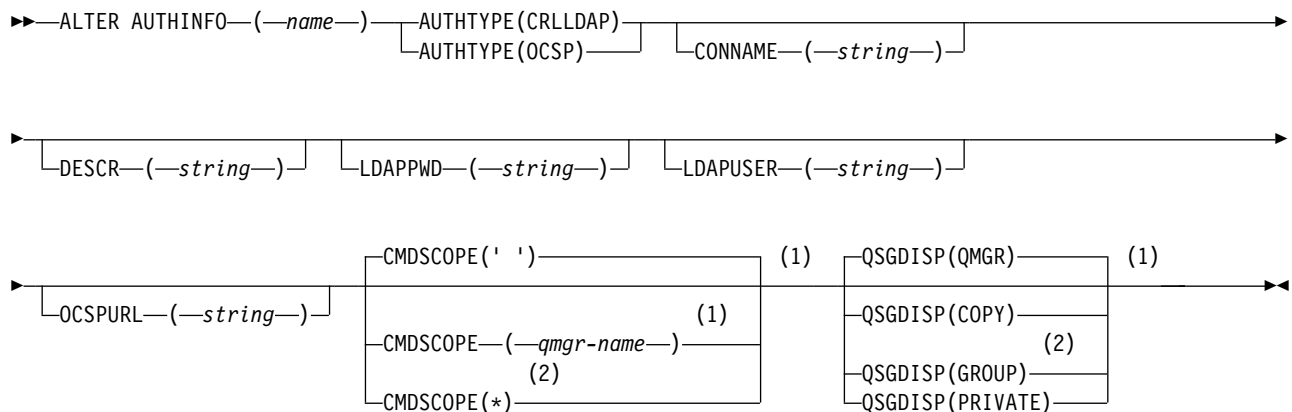 ALTER AUTHINFO ( name ) AUTHTYPE(CRLLDAP)
AUTHTYPE(OCSP) CONNAME ( string )
DESCR ( string ) LDAPPWD ( string ) LDAPUSER ( string )
CMDSCOPE(' ') (1) QSGDISP(QMGR) (1)
OCSPURL ( string ) QSGDISP(COPY)
(1) (2)
CMDSCOPE ( qmgr-name )
(2) QSGDISP(GROUP)
CMDSCOPE(*) QSGDISP(PRIVATE)